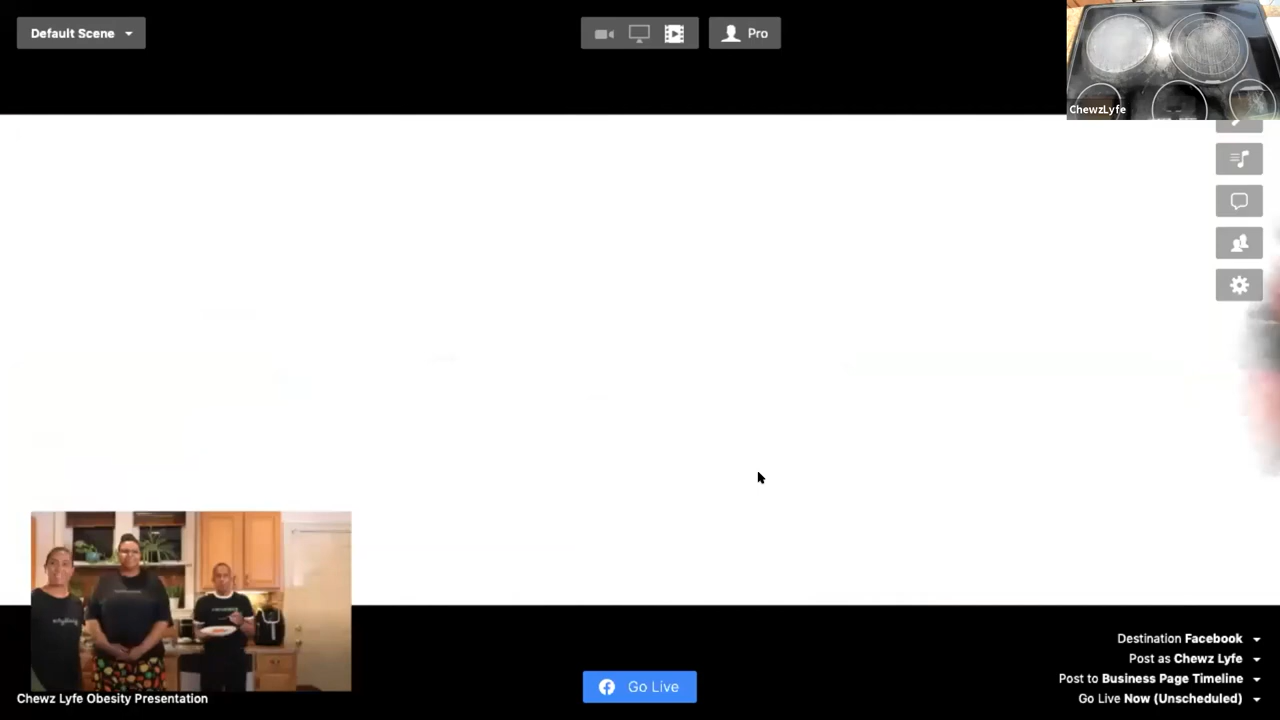 Default Scene
Pro
ChewzLyfe
Chewz Lyfe Obesity Presentation
Go Live
Destination Facebook
Post as Chewz Lyfe
Post to Business Page Timeline
Go Live Now (Unscheduled)